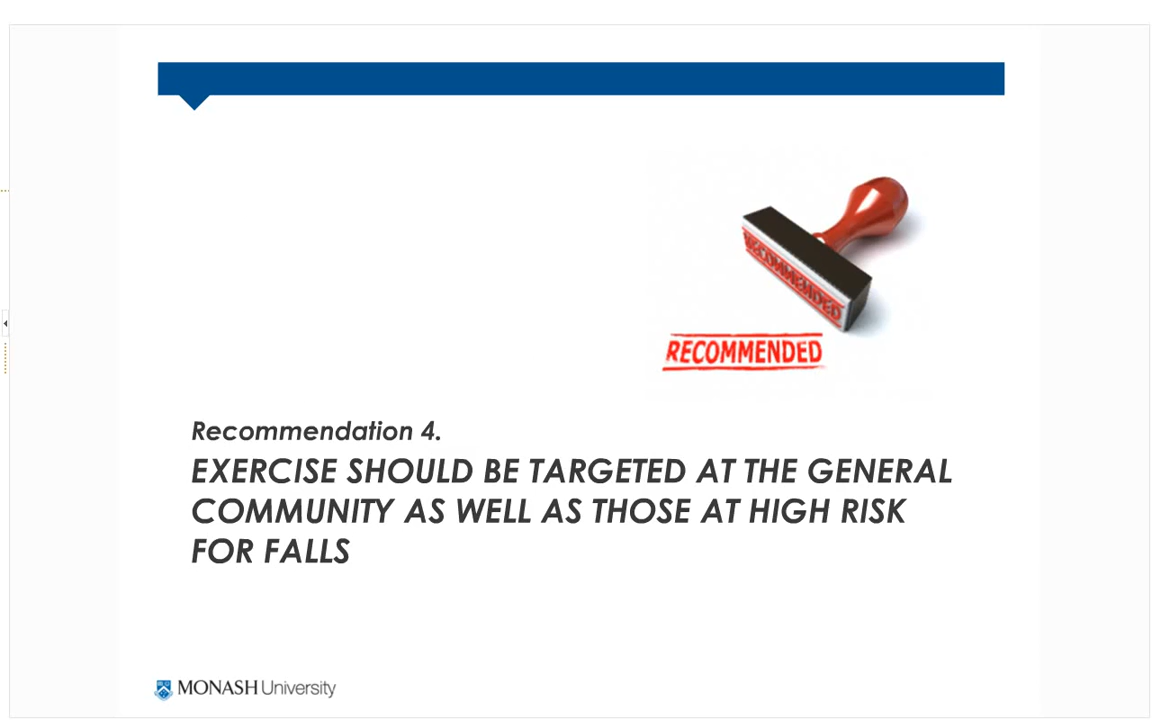 RECOMMENDED
RECOMMENDED
Recommendation 4.
EXERCISE SHOULD BE TARGETED AT THE GENERAL
COMMUNITY AS WELL AS THOSE AT HIGH RISK
FOR FALLS
MONASH University